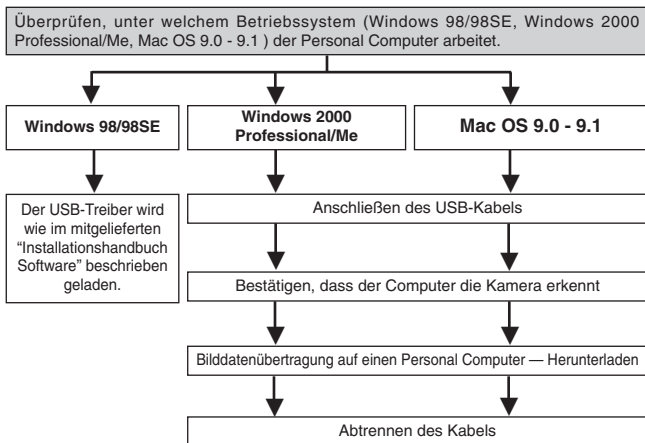 Überprüfen, unter welchem Betriebssystem (Windows 98/98SE, Windows 2000
Professional/Me, Mac OS 9.0 - 9.1 ) der Personal Computer arbeitet.
Windows 98/98SE
Windows 2000
Professional/Me
Mac OS 9.0 - 9.1
Der USB-Treiber wird
wie im mitgelieferten
“Installationshandbuch
Software” beschrieben
geladen.
Anschließen des USB-Kabels
Bestätigen, dass der Computer die Kamera erkennt
Bilddatenübertragung auf einen Personal Computer — Herunterladen
Abtrennen des Kabels